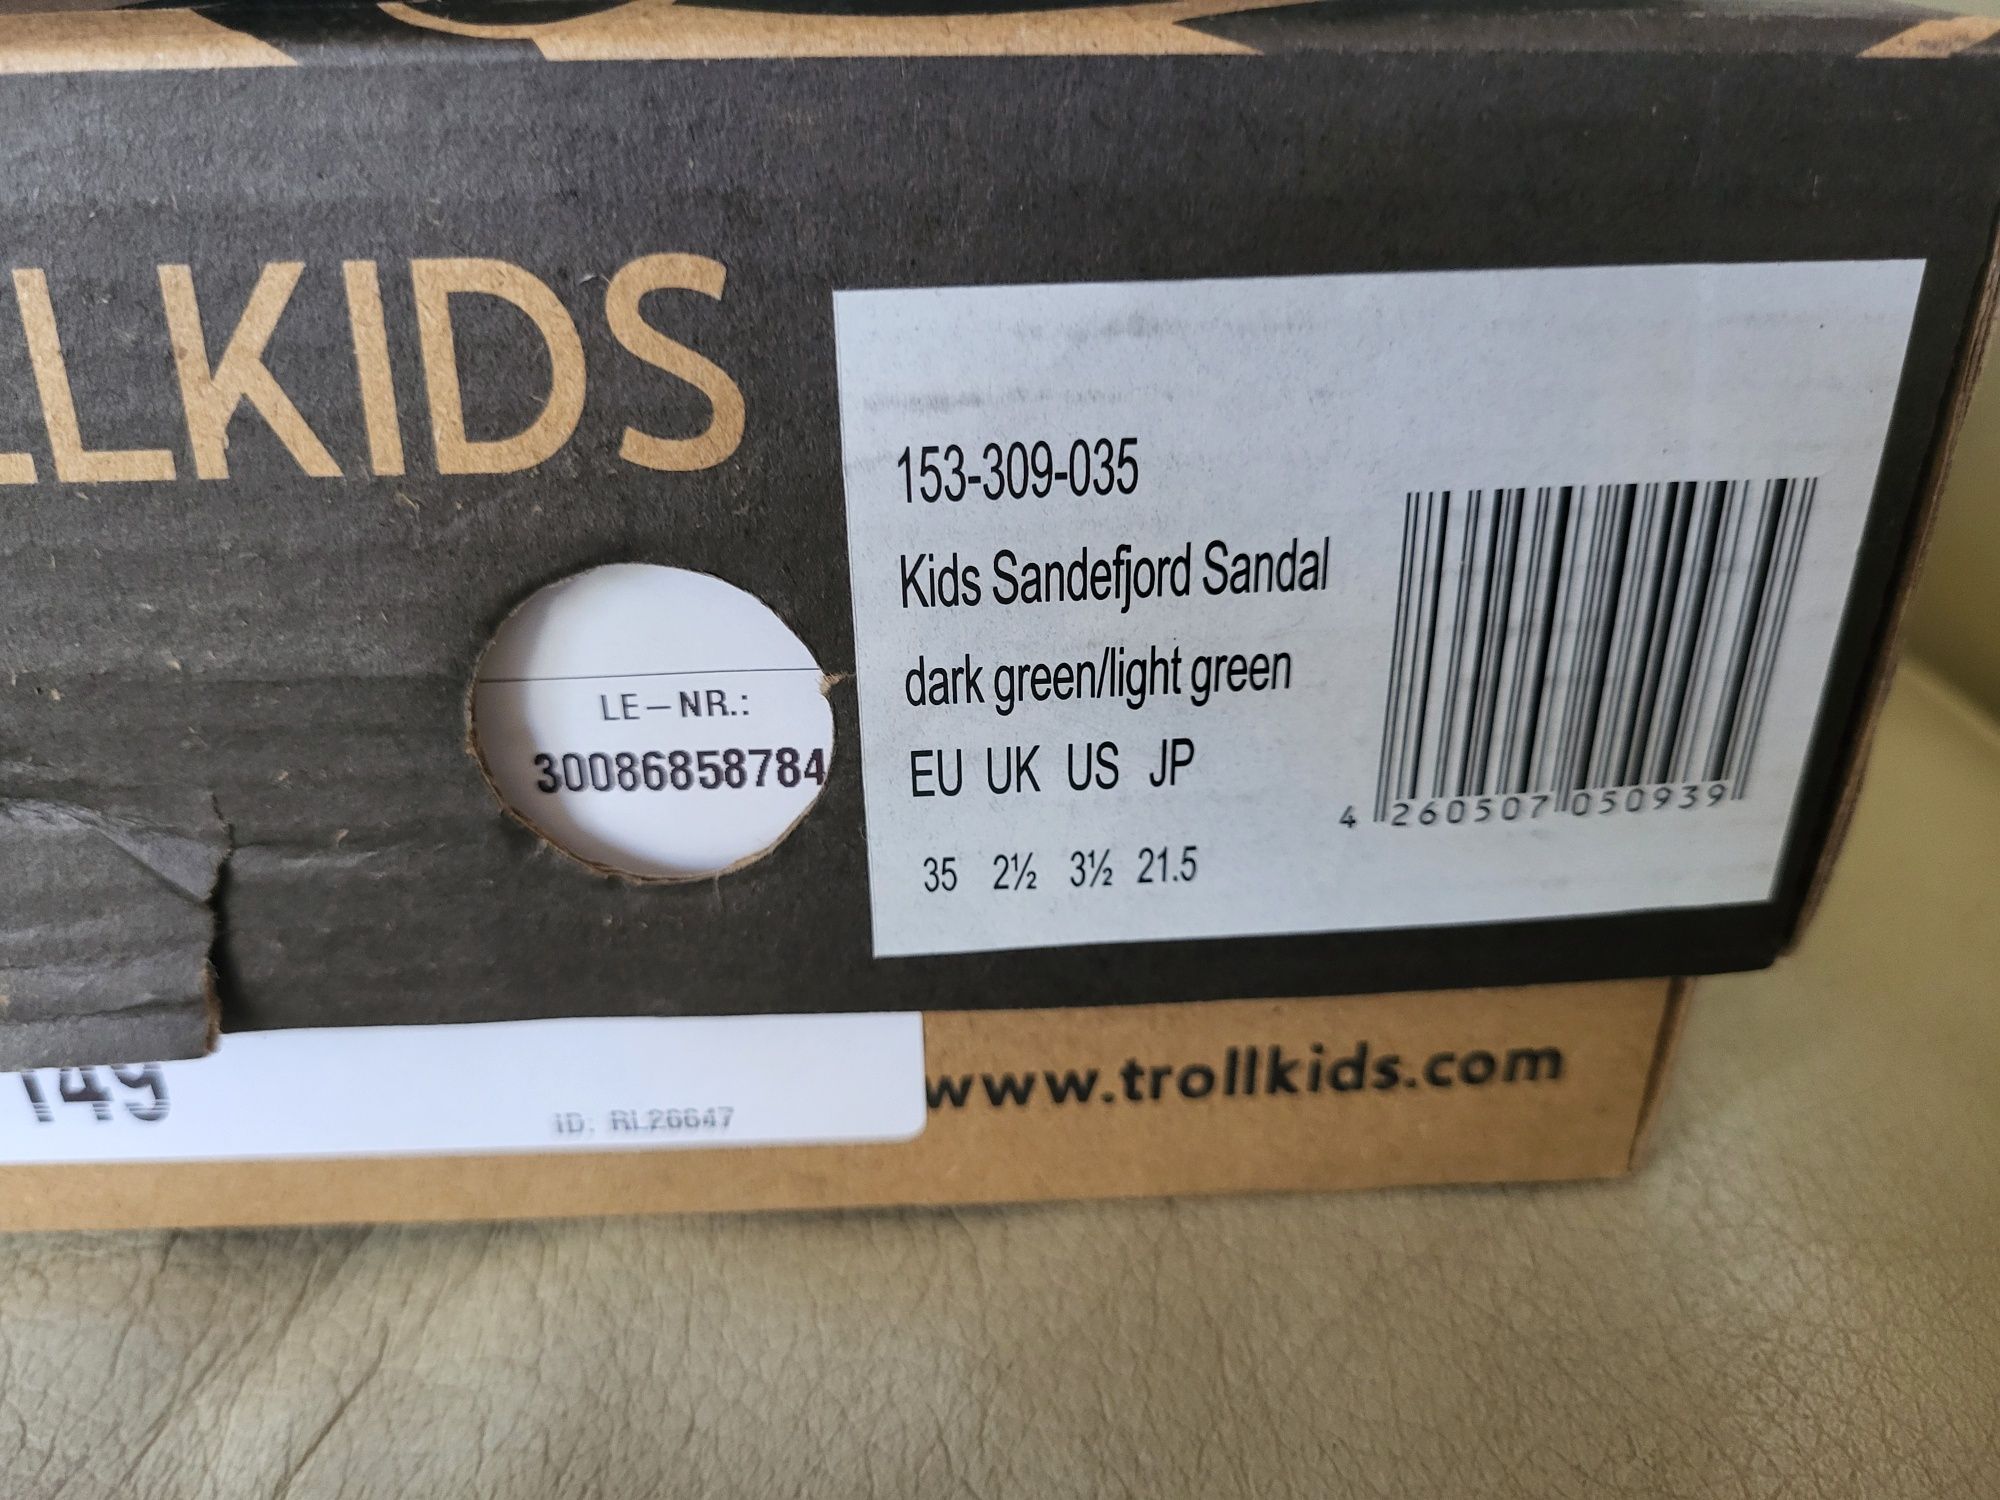 LLKIDS
153-309-035
Kids Sandefjord Sandal
dark green/light green
EU UK US JP
35 2½ 3½ 21.5
4 260507 050939
LE-NR.:
30086858784
149
ID: RL26647
www.trollkids.com